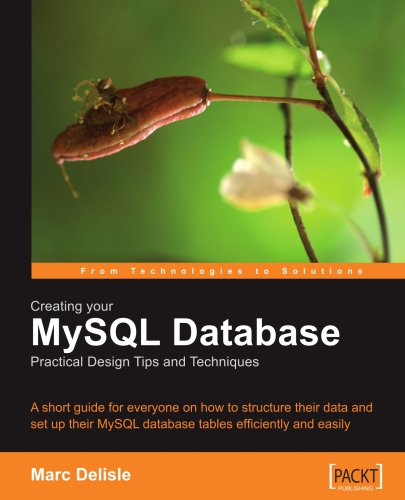 From Technologies to Solutions
Creating your
MySQL Database
Practical Design Tips and Techniques
A short guide for everyone on how to structure their data and
set up their MySQL database tables efficiently and easily
Marc Delisle
[PACKT]
PUBLISHING